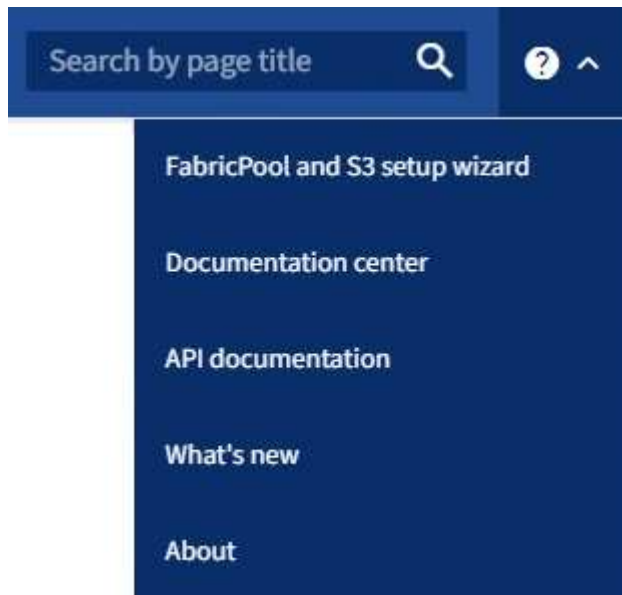 Search by page title
FabricPool and S3 setup wizard
Documentation center
API documentation
What's new
About